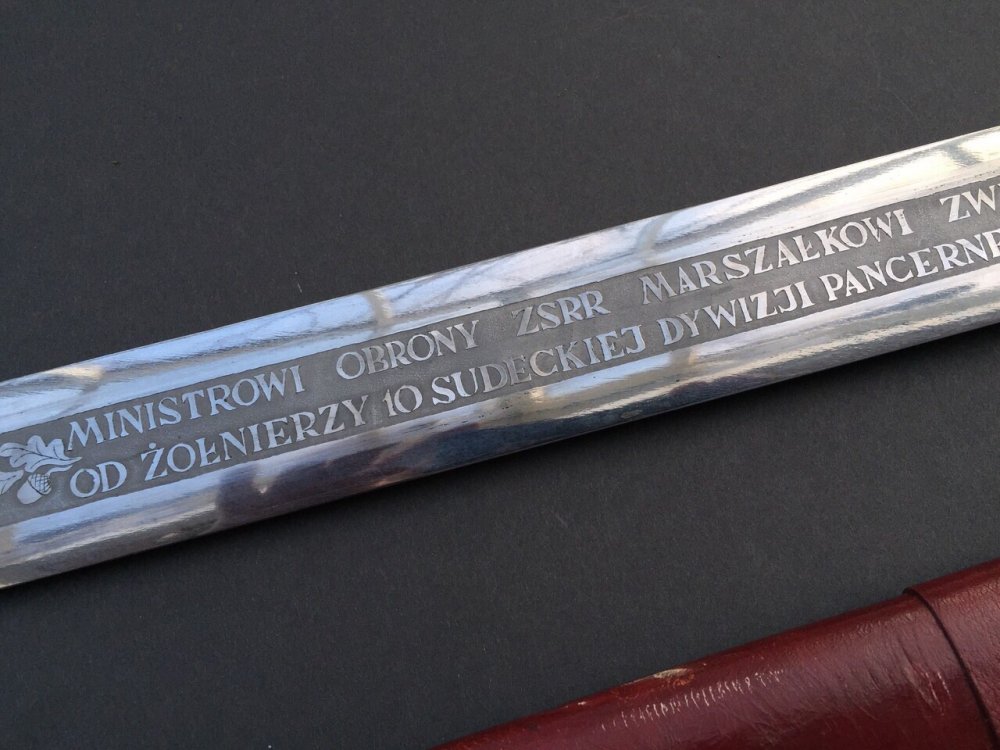 MINISTROWI OBRONY ZSRR MARSZAŁKOWI ZW
OD ŻOŁNIERZY 10 SUDECKIEJ DYWIZJI PANCERNE